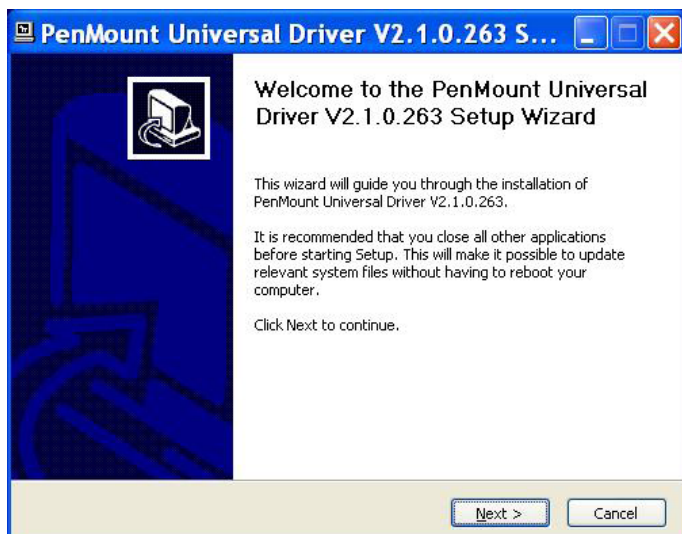 PenMount Universal Driver V2.1.0.263 S...
Welcome to the PenMount Universal
Driver V2.1.0.263 Setup Wizard
This wizard will guide you through the installation of
PenMount Universal Driver V2.1.0.263.
It is recommended that you close all other applications
before starting Setup. This will make it possible to update
relevant system files without having to reboot your
computer.
Click Next to continue.
Next >
Cancel